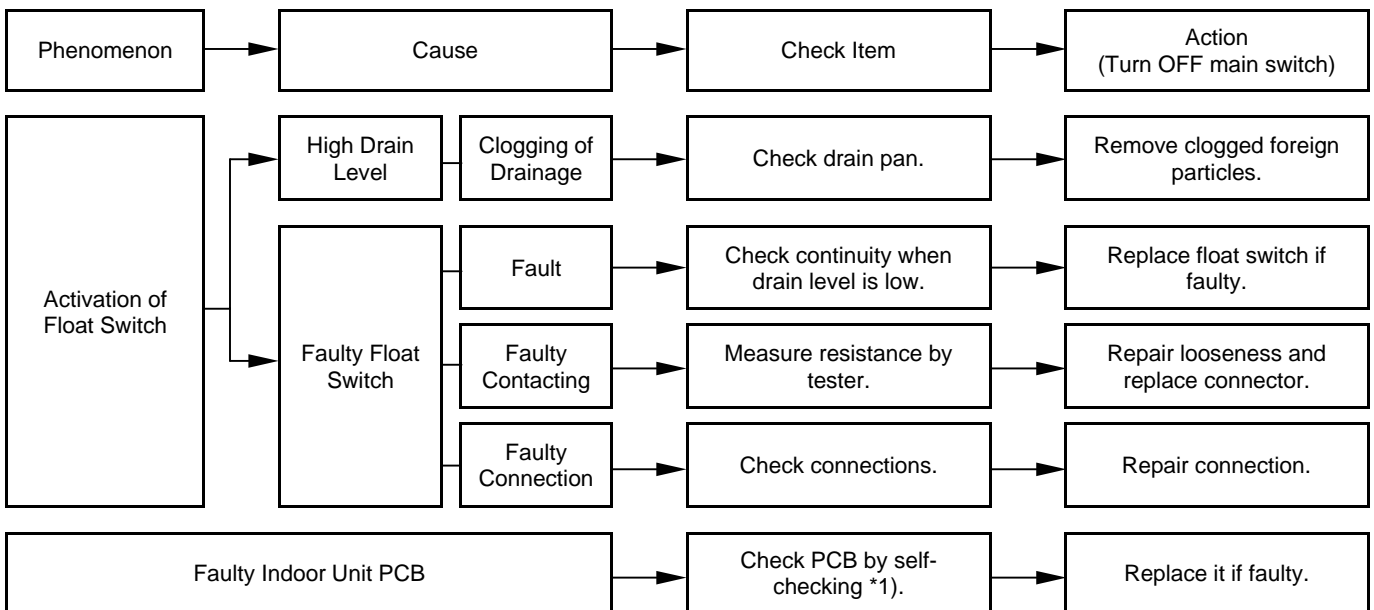 Phenomenon
Cause
Check Item
Action
(Turn OFF main switch)
Activation of
Float Switch
High Drain
Level
Clogging of
Drainage
Check drain pan.
Remove clogged foreign
particles.
Faulty Float
Switch
Fault
Check continuity when
drain level is low.
Replace float switch if
faulty.
Faulty
Contacting
Measure resistance by
tester.
Repair looseness and
replace connector.
Faulty
Connection
Check connections.
Repair connection.
Faulty Indoor Unit PCB
Check PCB by self-
checking *1).
Replace it if faulty.